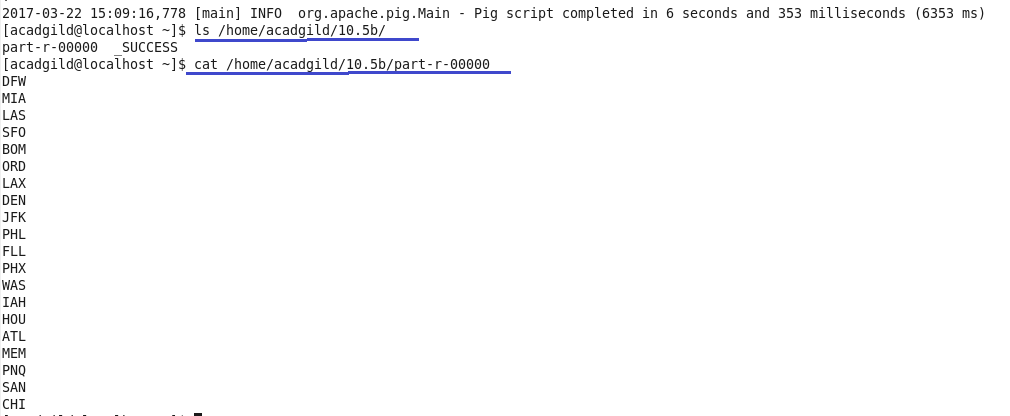 2017-03-22 15:09:16,778 [main] INFO  org.apache.pig.Main - Pig script completed in 6 seconds and 353 milliseconds (6353 ms)
[acadgild@localhost ~]$ ls /home/acadgild/10.5b/
part-r-00000  _SUCCESS
[acadgild@localhost ~]$ cat /home/acadgild/10.5b/part-r-00000
DFW
MIA
LAS
SFO
BOM
ORD
LAX
DEN
JFK
PHL
FLL
PHX
WAS
IAH
HOU
ATL
MEM
PNQ
SAN
CHI